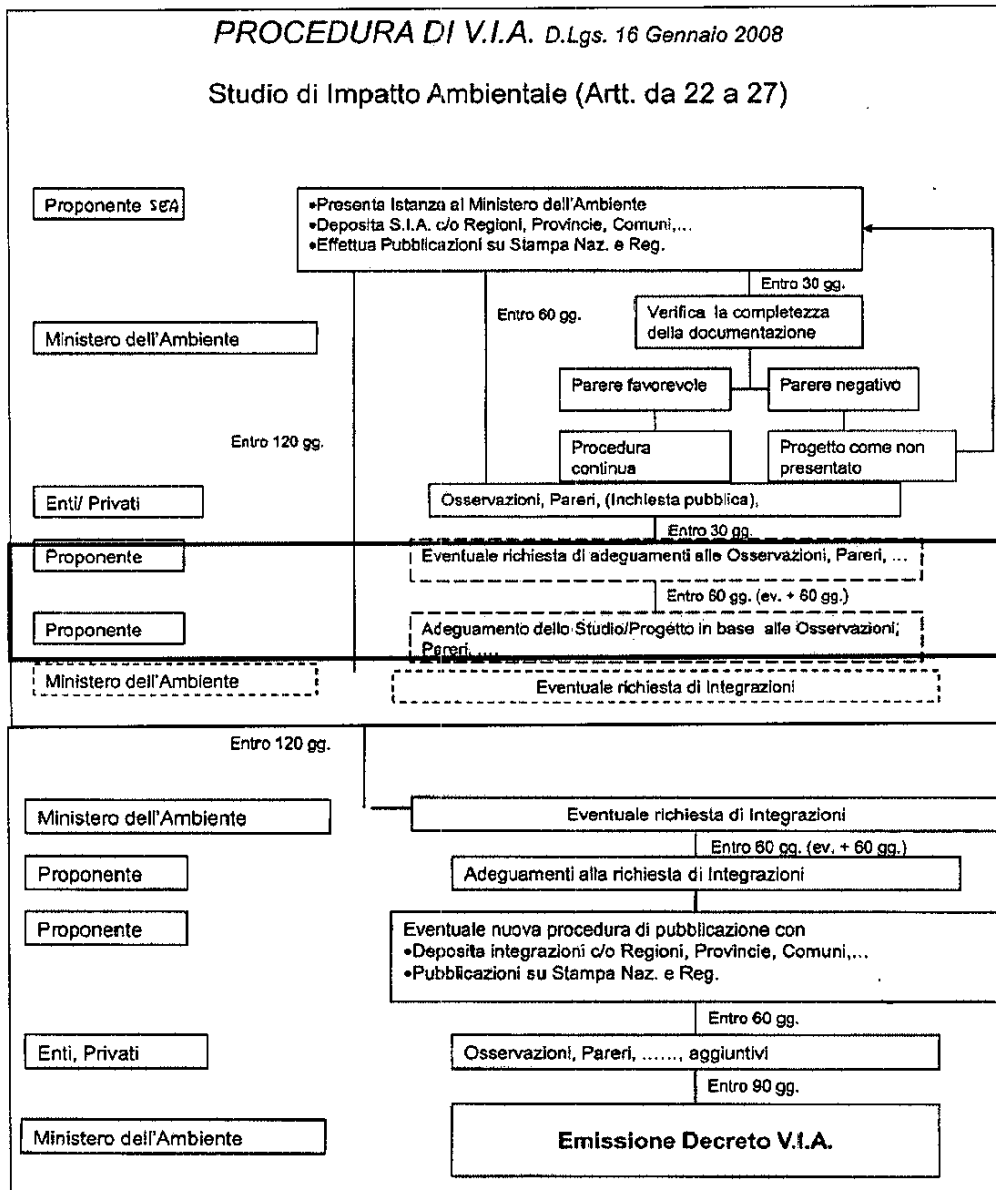 PROCEDURA DI V.I.A. D.Lgs. 16 Gennaio 2008
Studio di Impatto Ambientale (Artt. da 22 a 27)
Proponente SEA
•Presenta Istanza al Ministero dell'Ambiente
•Deposita S.I.A. c/o Regioni, Provincie, Comuni,...
•Effettua Pubblicazioni su Stampa Naz. e Reg.
Entro 30 gg.
Entro 60 gg.
Verifica la completezza
della documentazione
Ministero dell'Ambiente
Parere favorevole
Parere negativo
Entro 120 gg.
Procedura
continua
Progetto come non
presentato
Enti/ Privati
Osservazioni, Pareri, (Inchiesta pubblica),
Entro 30 gg.
Proponente
Eventuale richiesta di adeguamenti alle Osservazioni, Pareri, ...
Entro 60 gg. (ev. + 60 gg.)
Proponente
Adeguamento dello Studio/Progetto in base alle Osservazioni,
Pareri, ....
Ministero dell'Ambiente
Eventuale richiesta di Integrazioni
Entro 120 gg.
Ministero dell'Ambiente
Eventuale richiesta di Integrazioni
Entro 60 gg. (ev. + 60 gg.)
Proponente
Adeguamenti alla richiesta di Integrazioni
Proponente
Eventuale nuova procedura di pubblicazione con
•Deposita integrazioni c/o Regioni, Provincie, Comuni,...
•Pubblicazioni su Stampa Naz. e Reg.
Entro 60 gg.
Enti, Privati
Osservazioni, Pareri, ......, aggiuntivi
Entro 90 gg.
Ministero dell'Ambiente
Emissione Decreto V.I.A.